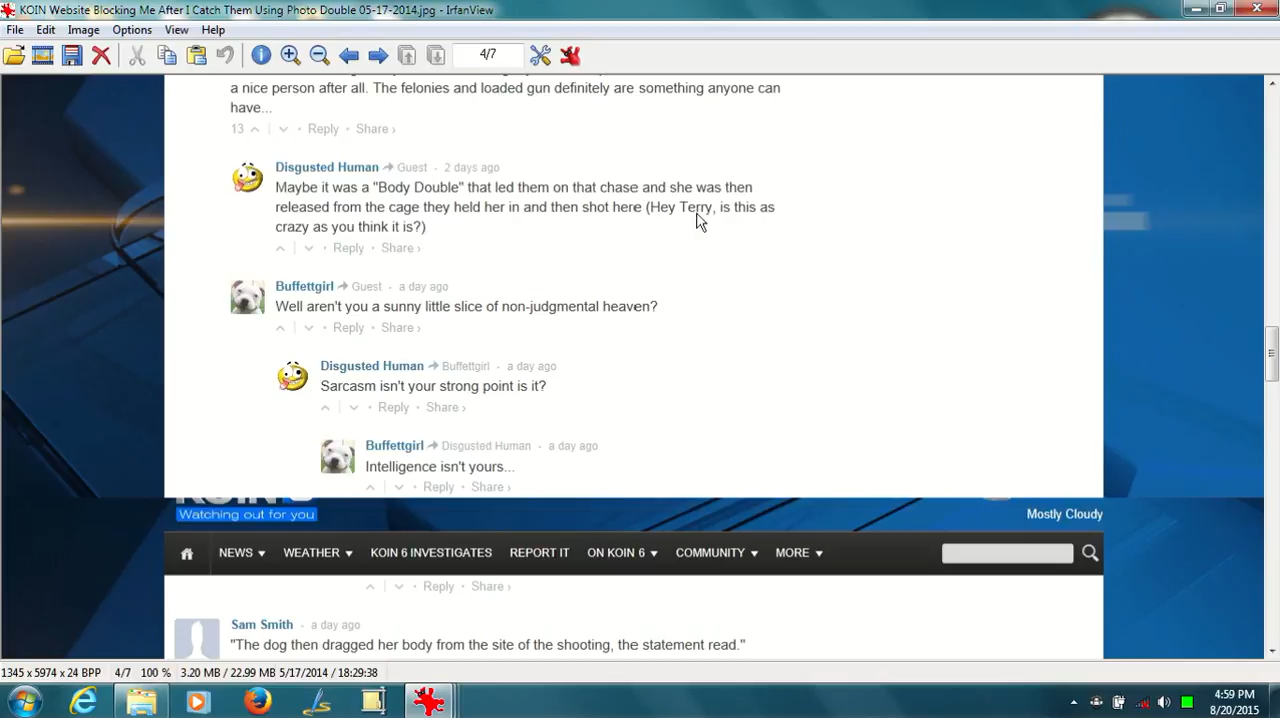 KOIN Website Blocking Me After I Catch Them Using Photo Double 05-17-2014.jpg - IrfanView
File Edit Image Options View Help
4/7
a nice person after all. The felonies and loaded gun definitely are something anyone can
have...
13 Reply Share ›
Disgusted Human Guest - 2 days ago
Maybe it was a "Body Double" that led them on that chase and she was then
released from the cage they held her in and then shot here (Hey Terry, is this as
crazy as you think it is?)
Reply Share ›
Buffettgirl Guest - a day ago
Well aren't you a sunny little slice of non-judgmental heaven?
Reply Share ›
Disgusted Human Buffettgirl - a day ago
Sarcasm isn't your strong point is it?
Reply Share ›
Buffettgirl Disgusted Human - a day ago
Intelligence isn't yours...
Reply Share ›
Watching out for you
Mostly Cloudy
NEWS WEATHER KOIN 6 INVESTIGATES REPORT IT ON KOIN 6 COMMUNITY MORE
Reply Share ›
Sam Smith - a day ago
"The dog then dragged her body from the site of the shooting, the statement read."
1345 x 5974 x 24 BPP 4/7 100 % 3.20 MB / 22.99 MB 5/17/2014 / 18:29:38
4:59 PM
8/20/2015